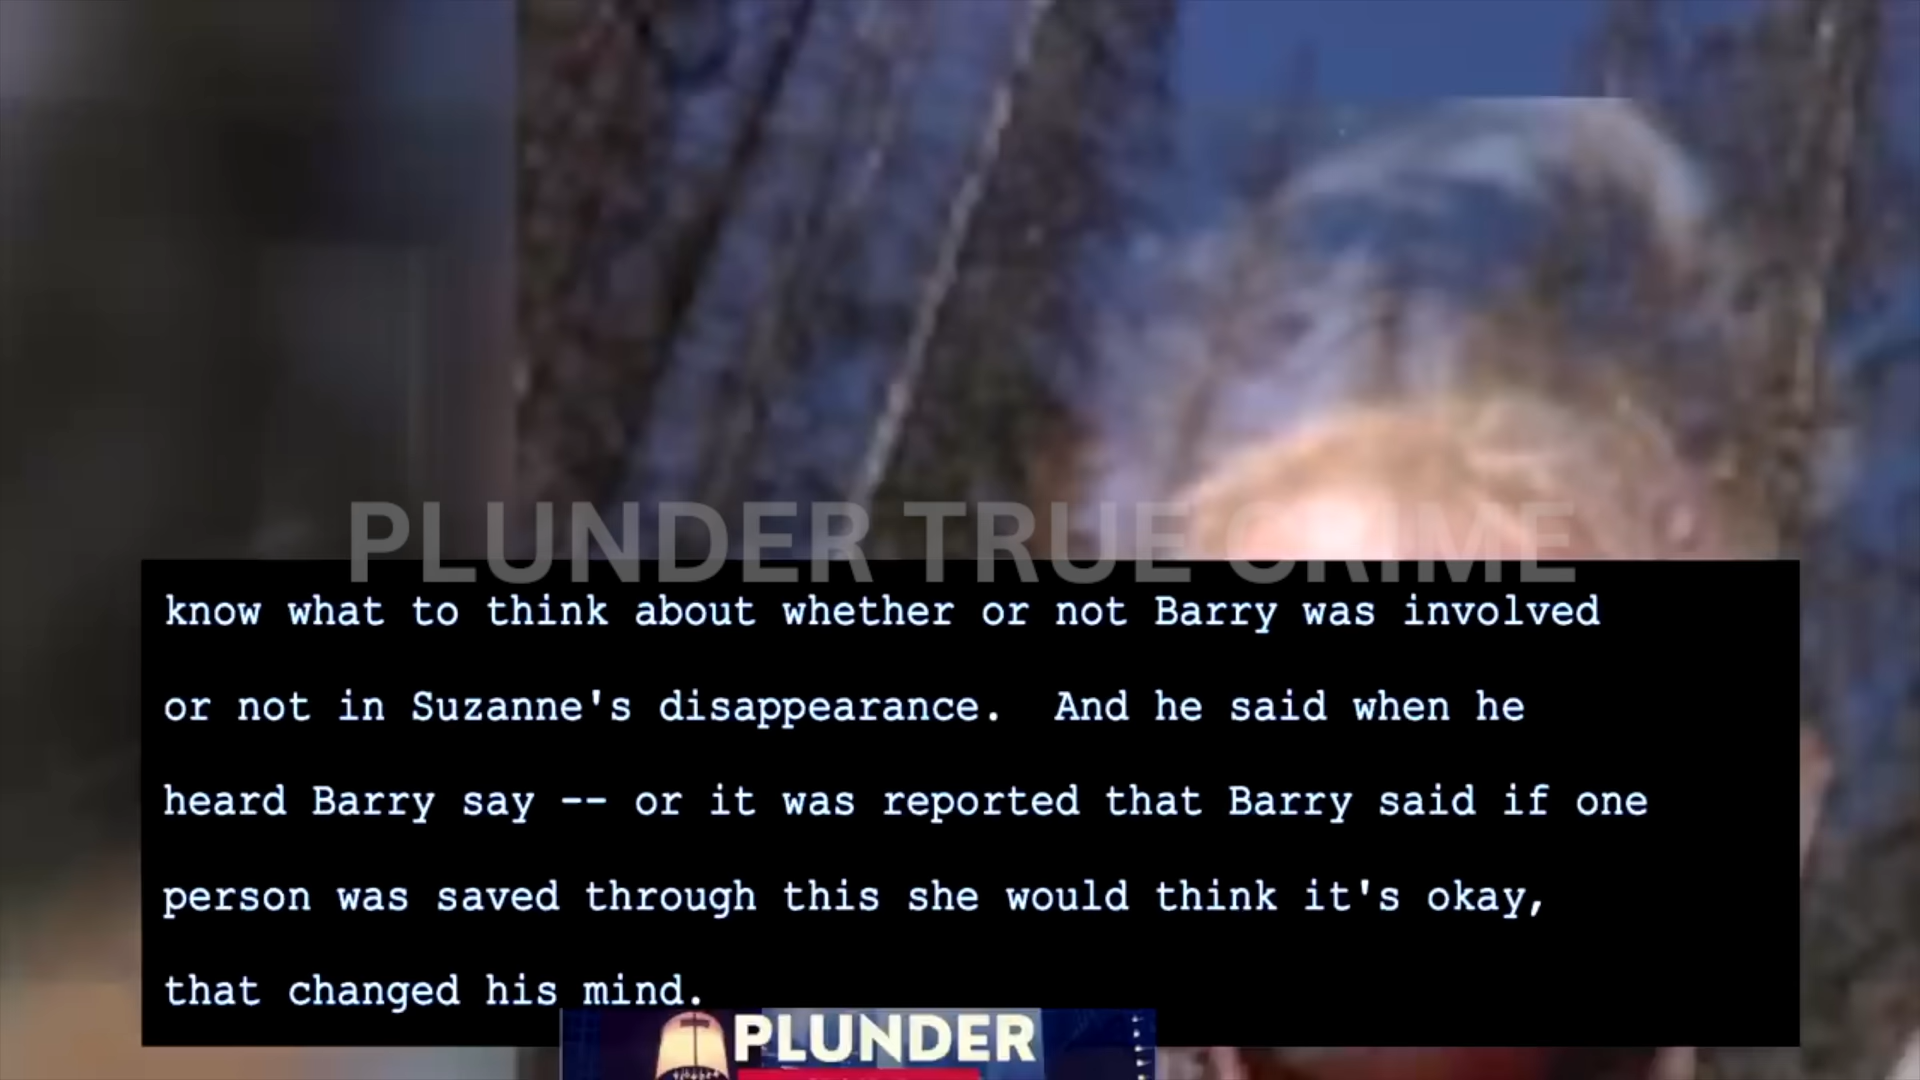 PLUNDER TRUE CRIME
know what to think about whether or not Barry was involved
or not in Suzanne's disappearance.  And he said when he
heard Barry say -- or it was reported that Barry said if one
person was saved through this she would think it's okay,
that changed his mind.
PLUNDER